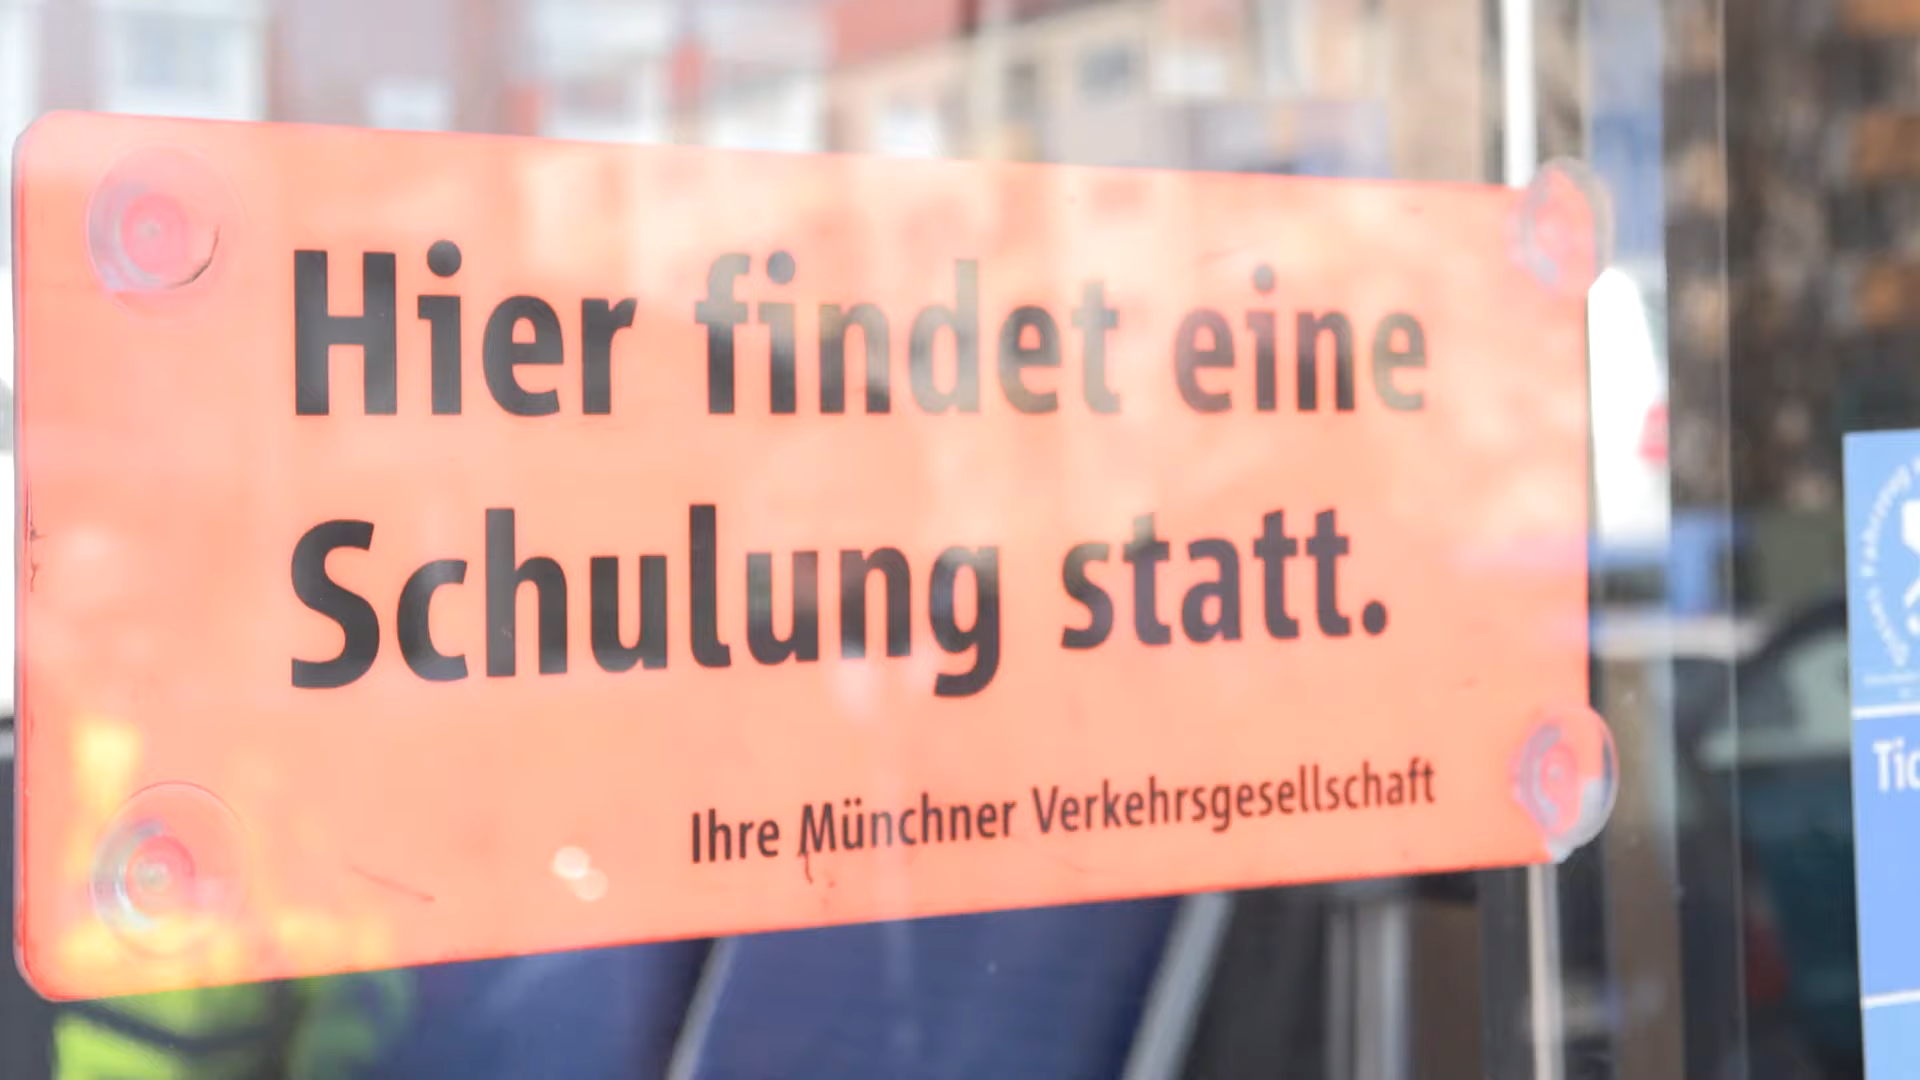 Hier findet eine
Schulung statt.
Ihre Münchner Verkehrsgesellschaft